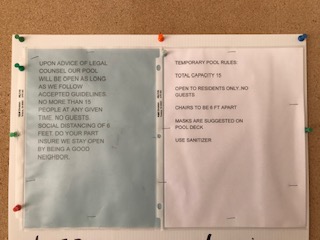 UPON ADVICE OF LEGAL
COUNSEL OUR POOL
WILL BE OPEN AS LONG
AS WE FOLLOW
ACCEPTED GUIDELINES
NO MORE THAN 15
PEOPLE AT ANY GIVEN
TIME. NO GUESTS.
SOCIAL DISTANCING OF 6
FEET. DO YOUR PART
INSURE WE STAY OPEN
BY BEING A GOOD
NEIGHBOR.
TEMPORARY POOL RULES:
TOTAL CAPACITY 15
OPEN TO RESIDENTS ONLY, NO
GUESTS
CHAIRS TO BE 6 FT APART
MASKS ARE SUGGESTED ON
POOL DECK
USE SANITIZER